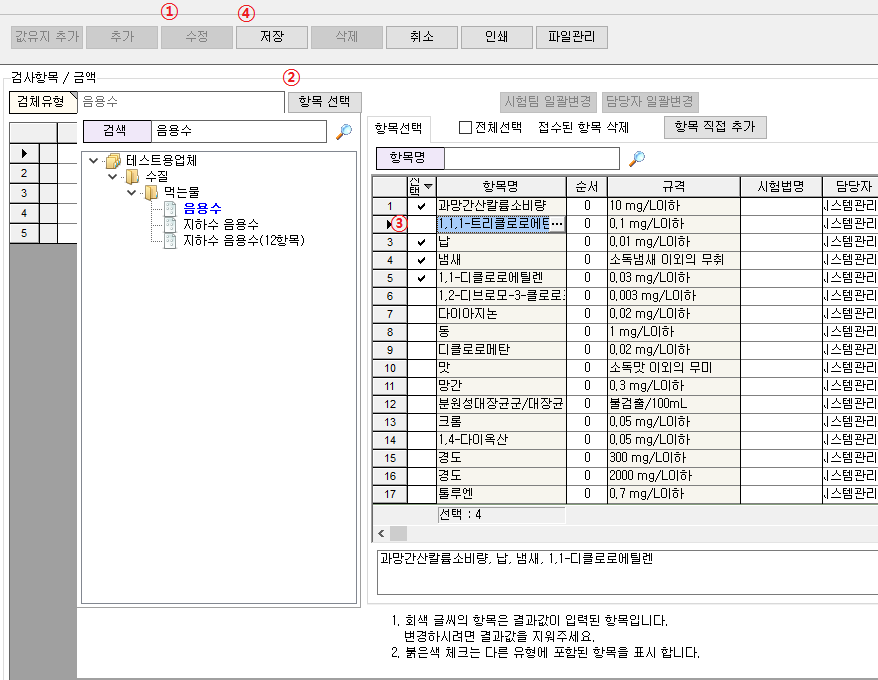 ① ④
값유지 추가 추가 수정 저장 삭제 취소 인쇄 파일관리
검사항목 / 금액 ②
검체유형 음용수 항목 선택 시험팀 일괄변경 담당자 일괄변경
검색 음용수 항목선택 전체선택 접수된 항목 삭제 항목 직접 추가
항목명
테스트용업체
수질
먹는물
음용수
지하수 음용수
지하수 음용수(12항목)
2
3
4
5
선택 항목명 순서 규격 시험법명 담당자
1 과망간산칼륨소비량 0 10 mg/L이하 스템관리
③ 1,1,1-트리클로로에 ... 0 0,1 mg/L이하 스템관리
3 납 0 0,01 mg/L이하 스템관리
4 냄새 0 소독냄새 이외의 무취 스템관리
5 1,1-디클로로에틸렌 0 0,03 mg/L이하 스템관리
6 1,2-디브로모-3-클로로 0 0,003 mg/L이하 스템관리
7 다이아지논 0 0,02 mg/L이하 스템관리
8 동 0 1 mg/L이하 스템관리
9 디클로로메탄 0 0,02 mg/L이하 스템관리
10 맛 0 소독맛 이외의 무미 스템관리
11 망간 0 0,3 mg/L이하 스템관리
12 분원성대장균군/대장균 0 불검출/100mL 스템관리
13 크롬 0 0,05 mg/L이하 스템관리
14 1,4-다이옥산 0 0,05 mg/L이하 스템관리
15 경도 0 300 mg/L이하 스템관리
16 경도 0 2000 mg/L이하 스템관리
17 톨루엔 0 0,7 mg/L이하 스템관리
선택 : 4
과망간산칼륨소비량, 납, 냄새, 1,1-디클로로에틸렌
1. 회색 글씨의 항목은 결과값이 입력된 항목입니다.
변경하시려면 결과값을 지워주세요.
2. 붉은색 체크는 다른 유형에 포함된 항목을 표시 합니다.